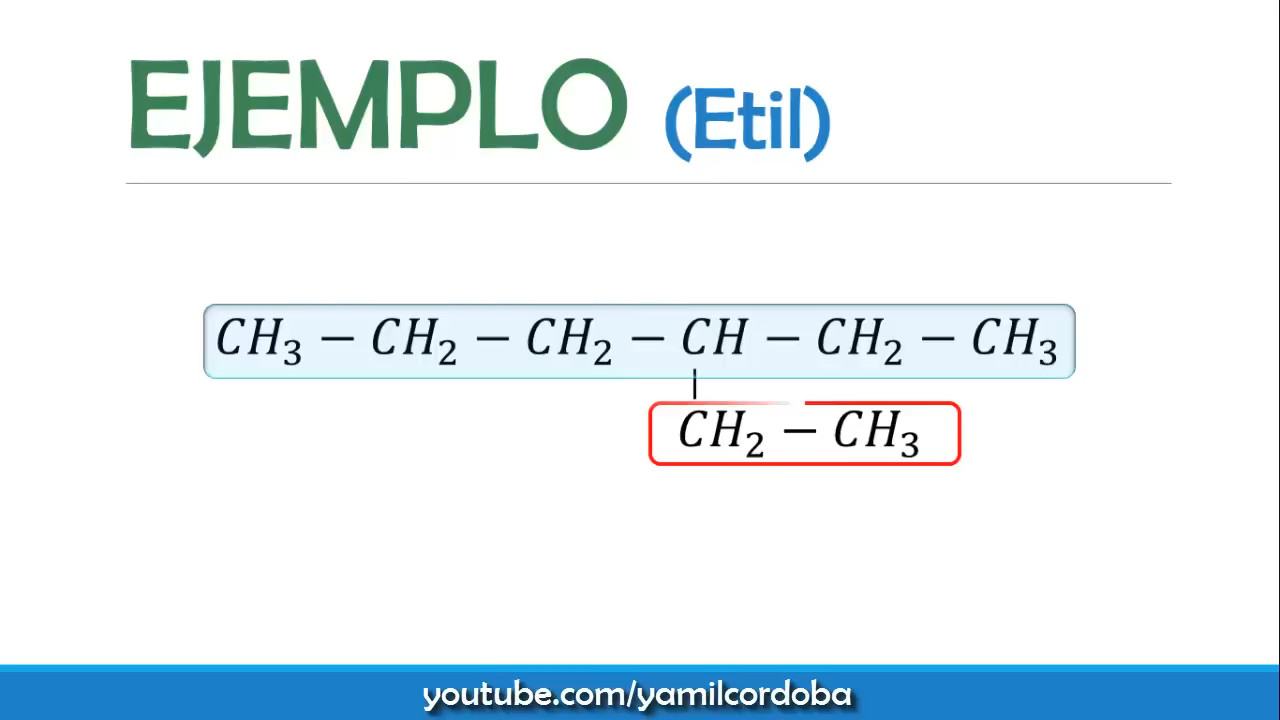 EJEMPLO (Etil)
CH₃ − CH₂ − CH₂ − CH − CH₂ − CH₃
|
CH₂ − CH₃
youtube.com/yamilcordoba